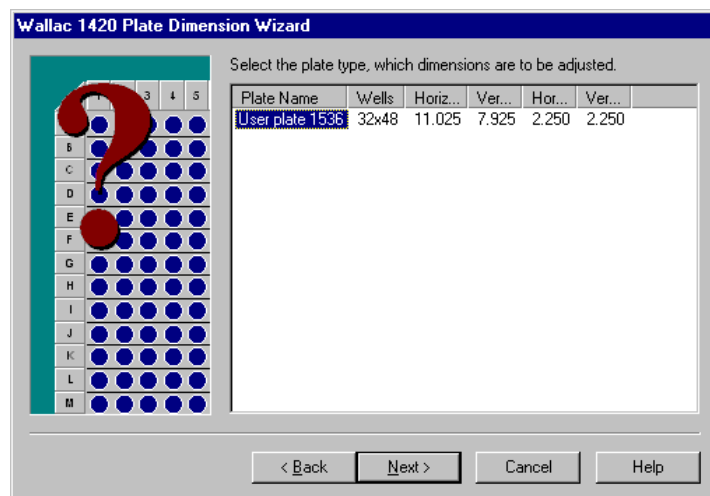 Wallac 1420 Plate Dimension Wizard
Select the plate type, which dimensions are to be adjusted.
Plate Name Wells Horiz... Ver... Hor... Ver...
User plate 1536 32x48 11.025 7.925 2.250 2.250
3 4 5
B
C
D
E
F
G
H
I
J
K
L
M
< Back Next > Cancel Help